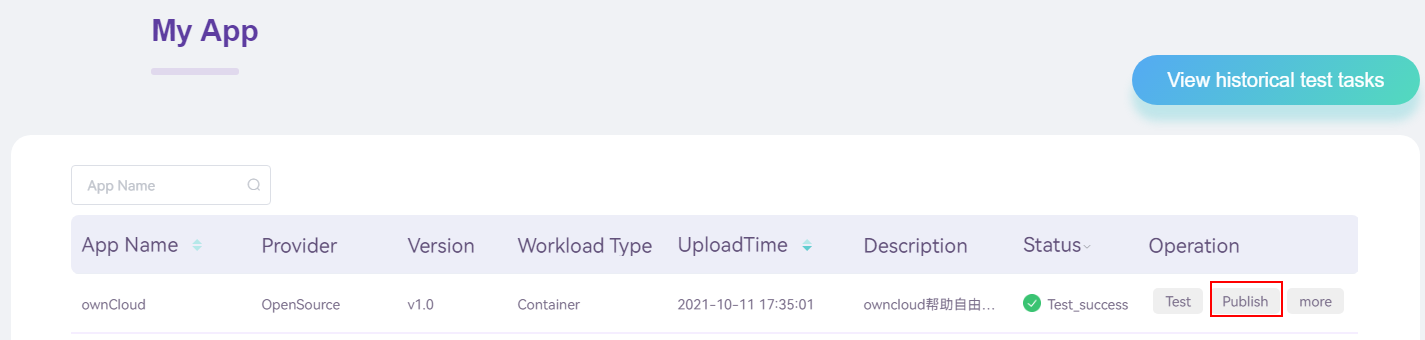 My App
View historical test tasks
App Name
App Name Provider Version Workload Type UploadTime Description Status Operation
ownCloud OpenSource v1.0 Container 2021-10-11 17:35:01 owncloud帮助自由... Test_success Test Publish more